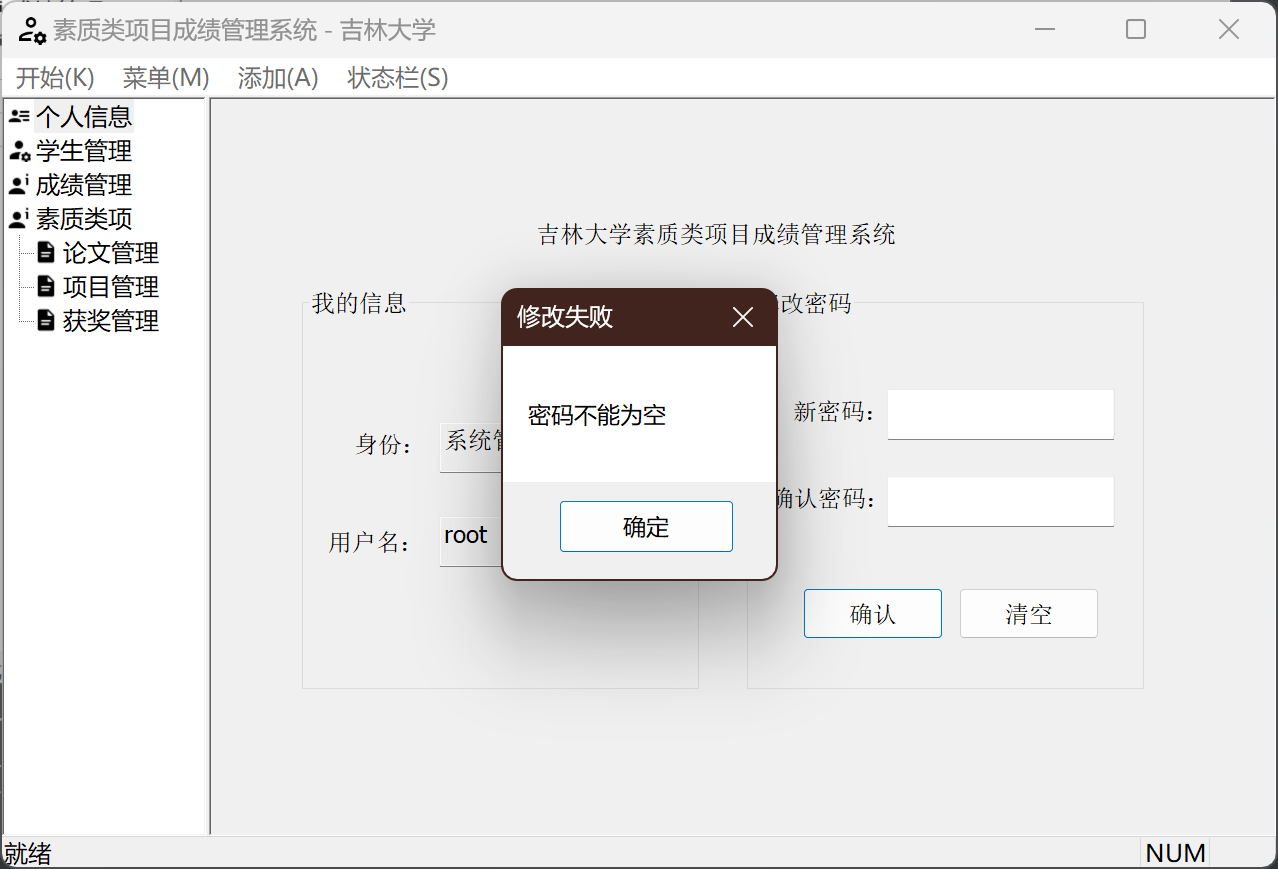 素质类项目成绩管理系统 - 吉林大学
开始(K) 菜单(M) 添加(A) 状态栏(S)
个人信息
学生管理
成绩管理
素质类项
论文管理
项目管理
获奖管理
吉林大学素质类项目成绩管理系统
我的信息
身份：
系统
用户名：
root
修改失败
密码不能为空
确定
改密码
新密码：
确认密码：
确认 清空
就绪
NUM